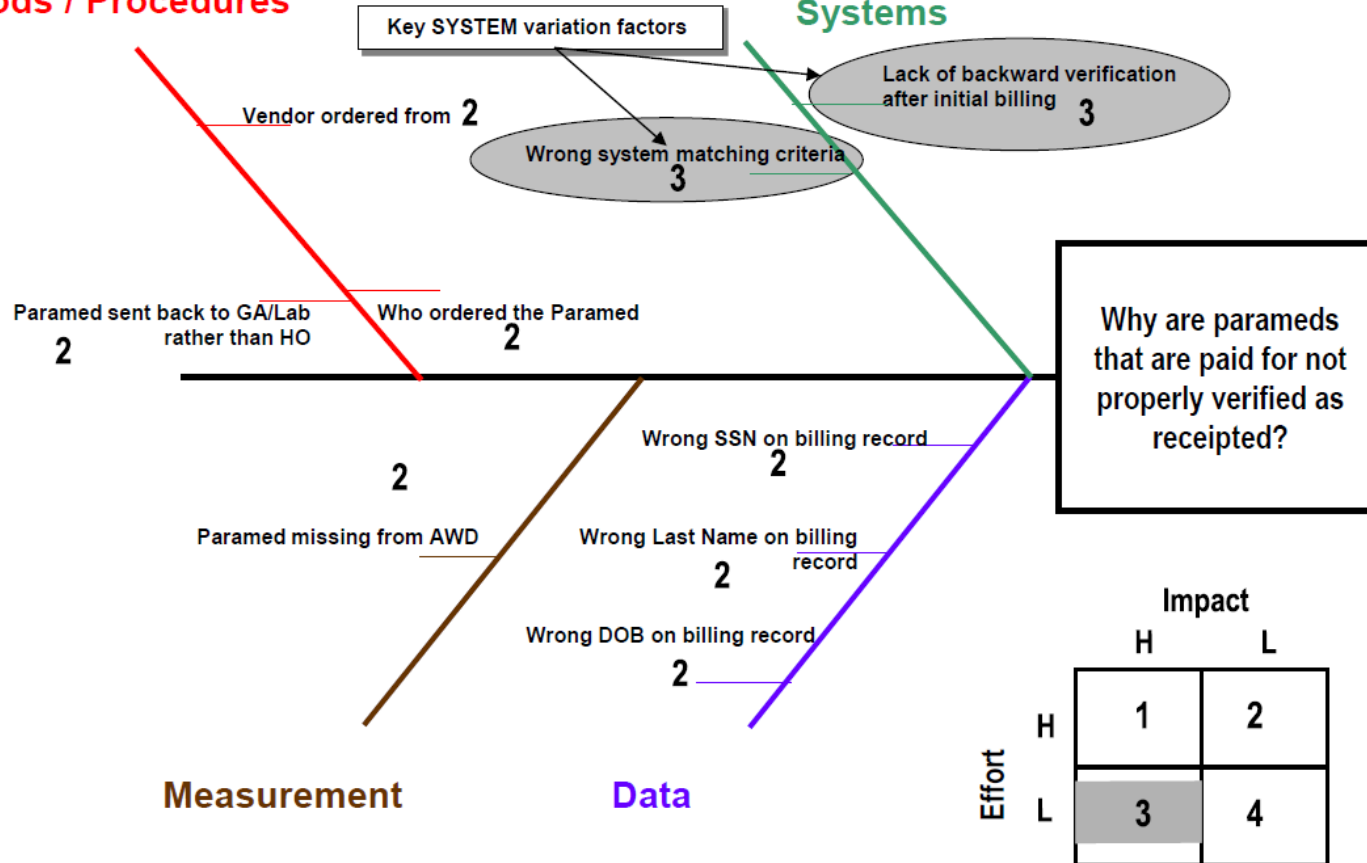 ods / Procedures
Systems
Key SYSTEM variation factors
Lack of backward verification
after initial billing 3
Vendor ordered from 2
Wrong system matching criteria
3
Paramed sent back to GA/Lab
rather than HO
2
Who ordered the Paramed
2
Why are parameds
that are paid for not
properly verified as
receipted?
2
Paramed missing from AWD
Wrong SSN on billing record
2
Wrong Last Name on billing
record
2
Wrong DOB on billing record
2
Measurement
Data
Impact
H L
Effort
H 1 2
L 3 4